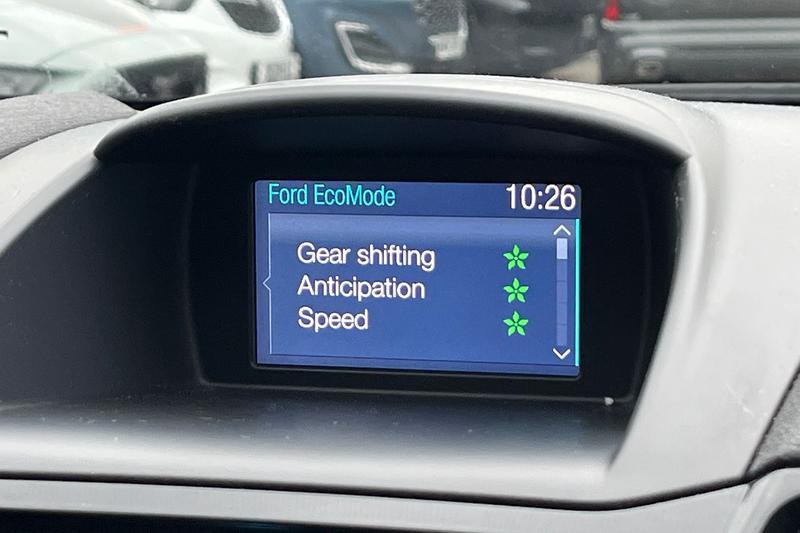 Ford EcoMode 10:26
Gear shifting
Anticipation
Speed